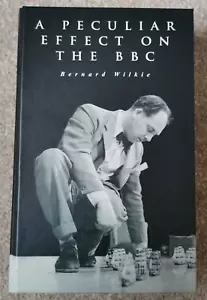 A PECULIAR
EFFECT ON
THE BBC
Bernard Wilkie